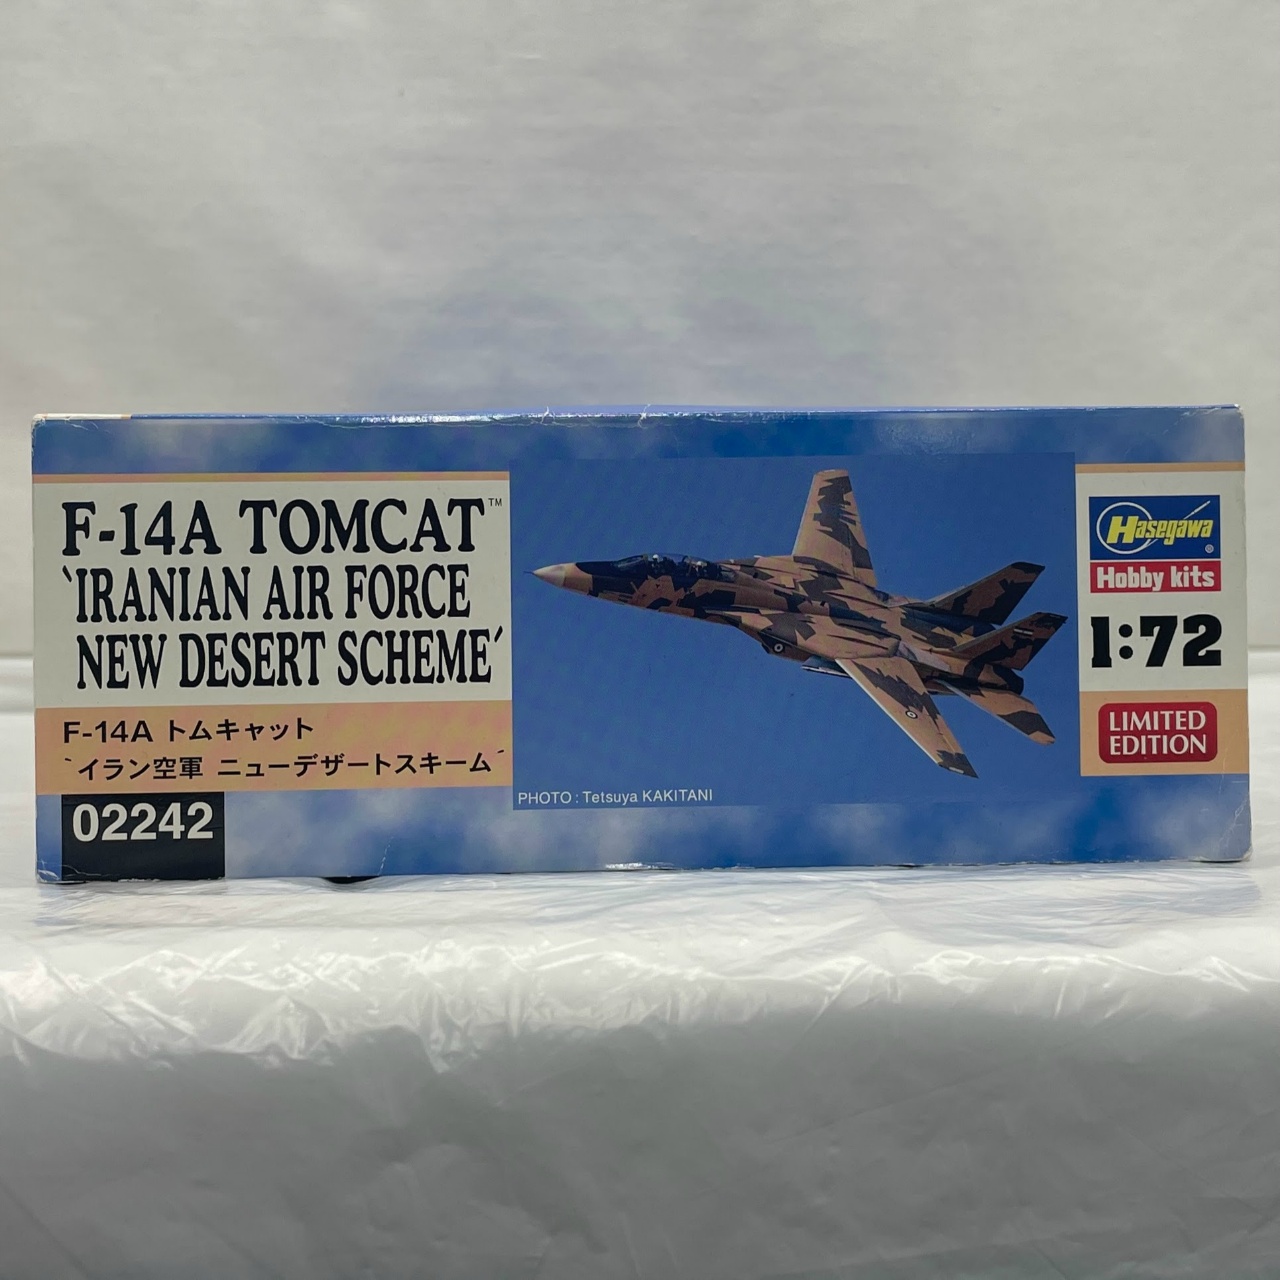 F-14A TOMCAT™
`IRANIAN AIR FORCE
NEW DESERT SCHEME´
F-14A トムキャット
`イラン空軍 ニューデザートスキーム´
02242
PHOTO : Tetsuya KAKITANI
Hasegawa®
Hobby kits
1:72
LIMITED
EDITION